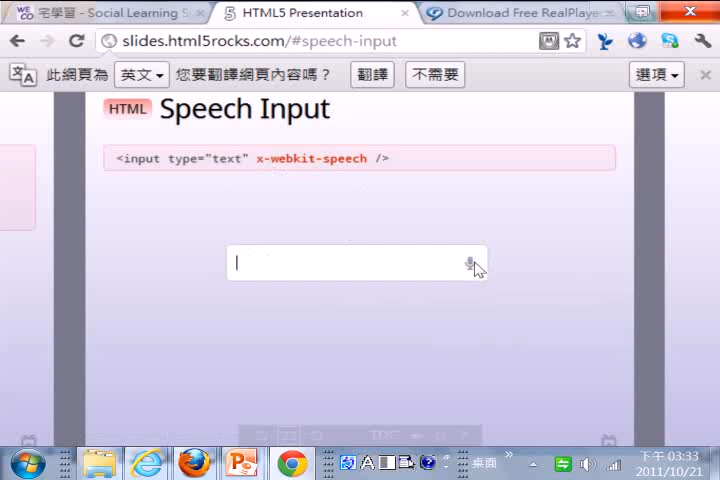 宅學習 - Social Learning S
HTML5 Presentation
Download Free RealPlaye
slides.html5rocks.com/#speech-input
此網頁為 英文 您要翻譯網頁內容嗎？ 翻譯 不需要 選項
HTML Speech Input
<input type="text" x-webkit-speech />
桌面
下午 03:33
2011/10/21